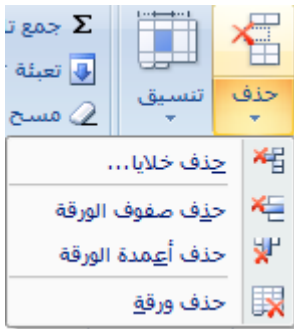 Σ جمع ت
تعبئة
مسح
تنسيق
حذف
حذف خلايا...
حذف صفوف الورقة
حذف أعمدة الورقة
حذف ورقة